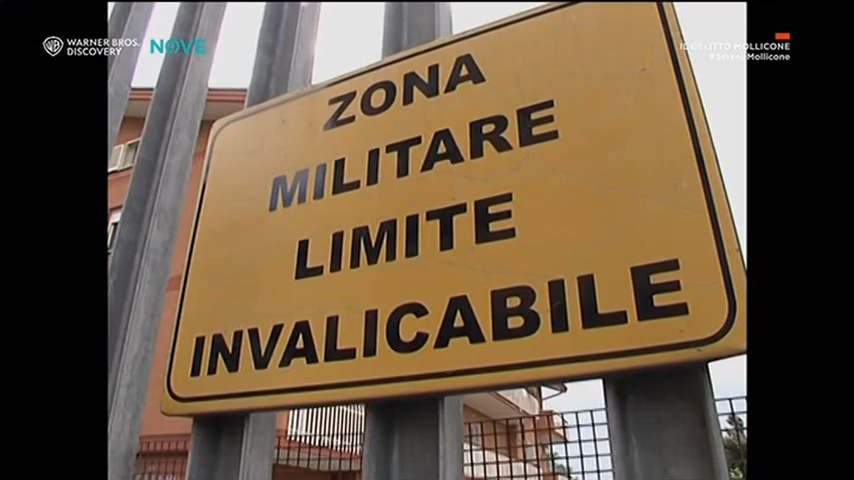 WARNER BROS.
DISCOVERY
NOVE
IL DELITTO MOLLICONE
#SerenaMollicone
ZONA
MILITARE
LIMITE
INVALICABILE